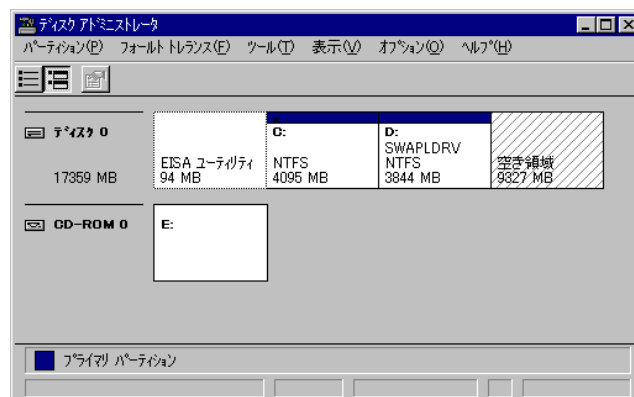 ディスク アドミニストレータ
パーティション(P) フォールト トレランス(F) ツール(T) 表示(V) オプション(O) ヘルプ(H)
ディスク 0
17359 MB
EISA ユーティリティ
94 MB
C:
NTFS
4095 MB
D:
SWAPLDRV
NTFS
3844 MB
空き領域
9327 MB
CD-ROM 0
E:
プライマリ パーティション